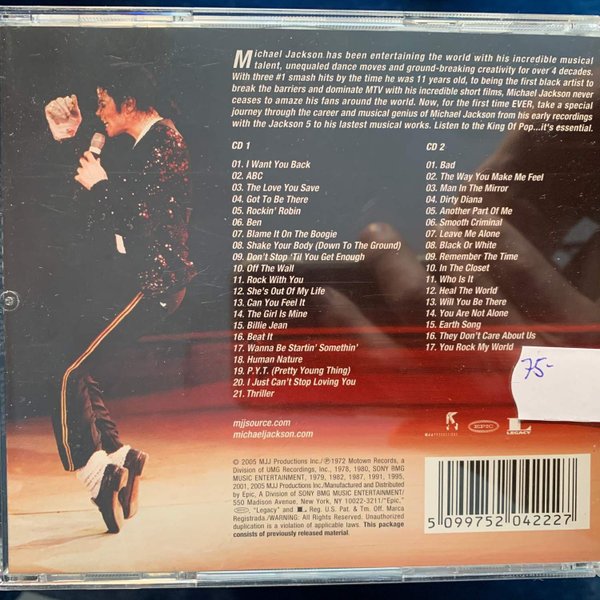 Michael Jackson has been entertaining the world with his incredible musical
talent, unequaled dance moves and ground-breaking creativity for over 4 decades.
With three #1 smash hits by the time he was 11 years old, to being the first black artist to
break the barriers and dominate MTV with his incredible short films, Michael Jackson never
ceases to amaze his fans around the world. Now, for the first time EVER, take a special
journey through the career and musical genius of Michael Jackson from his early recordings
with the Jackson 5 to his lastest musical works. Listen to the King Of Pop...it's essential.
CD 1
01. I Want You Back
02. ABC
03. The Love You Save
04. Got To Be There
05. Rockin' Robin
06. Ben
07. Blame It On The Boogie
08. Shake Your Body (Down To The Ground)
09. Don't Stop 'Til You Get Enough
10. Off The Wall
11. Rock With You
12. She's Out Of My Life
13. Can You Feel It
14. The Girl Is Mine
15. Billie Jean
16. Beat It
17. Wanna Be Startin' Somethin'
18. Human Nature
19. P.Y.T. (Pretty Young Thing)
20. I Just Can't Stop Loving You
21. Thriller
CD 2
01. Bad
02. The Way You Make Me Feel
03. Man In The Mirror
04. Dirty Diana
05. Another Part Of Me
06. Smooth Criminal
07. Leave Me Alone
08. Black Or White
09. Remember The Time
10. In The Closet
11. Who Is It
12. Heal The World
13. Will You Be There
14. You Are Not Alone
15. Earth Song
16. They Don't Care About Us
17. You Rock My World
75-
mjjsource.com
michaeljackson.com
MJJ PRODUCTIONS
EPIC
LEGACY
© 2005 MJJ Productions Inc./℗1972 Motown Records, a
Division of UMG Recordings, Inc., 1978, 1980, SONY BMG
MUSIC ENTERTAINMENT, 1979, 1982, 1987, 1991, 1995,
2001, 2005 MJJ Productions Inc./Manufactured and Distributed
by Epic, A Division of SONY BMG MUSIC ENTERTAINMENT/
550 Madison Avenue, New York, NY 10022-3211/"Epic,"
"Legacy" and Reg. U.S. Pat. & Tm. Off. Marca
Registrada./WARNING: All Rights Reserved. Unauthorized
duplication is a violation of applicable laws. This package
consists of previously released material.
5 099752 042227